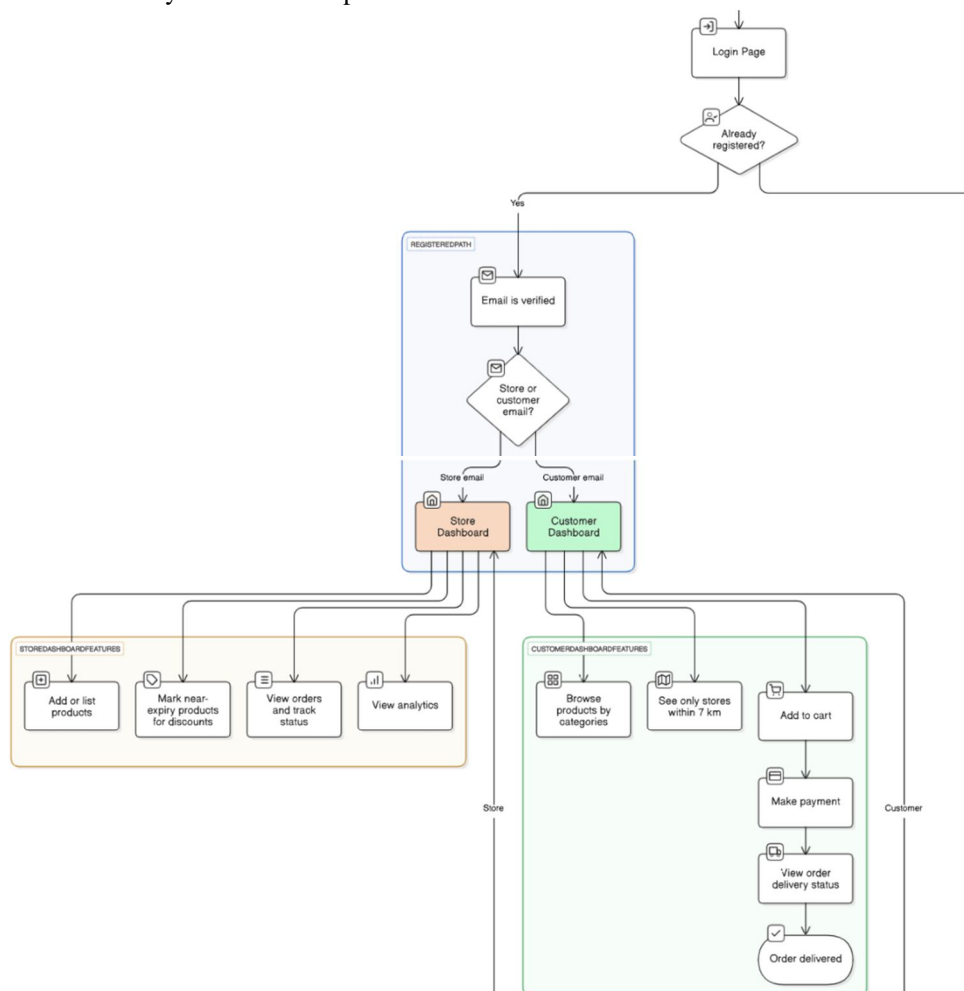 Login Page
Already
registered?
Yes
REGISTEREDPATH
Email is verified
Store or
customer
email?
Store email
Customer email
Store
Dashboard
Customer
Dashboard
STOREDASHBOARDFEATURES
Add or list
products
Mark near-
expiry products
for discounts
View orders
and track
status
View analytics
CUSTOMERDASHBOARDFEATURES
Browse
products by
categories
See only stores
within 7 km
Add to cart
Make payment
View order
delivery status
Order delivered
Store
Customer